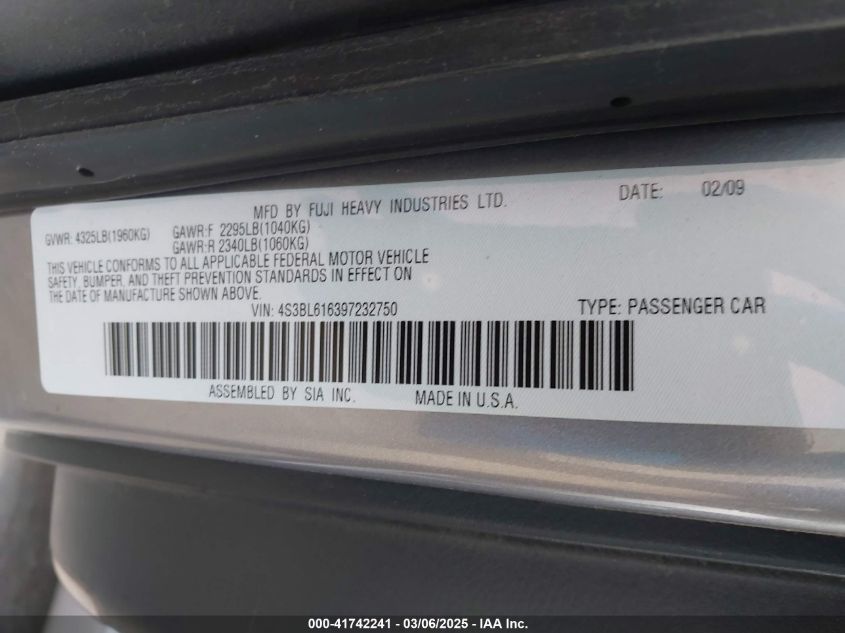 MFD BY FUJI HEAVY INDUSTRIES LTD. DATE: 02/09
GVWR: 4325LB(1960KG) GAWR:F 2295LB(1040KG)
GAWR:R 2340LB(1060KG)
THIS VEHICLE CONFORMS TO ALL APPLICABLE FEDERAL MOTOR VEHICLE
SAFETY, BUMPER, AND THEFT PREVENTION STANDARDS IN EFFECT ON
THE DATE OF MANUFACTURE SHOWN ABOVE.
VIN: 4S3BL616397232750 TYPE: PASSENGER CAR
ASSEMBLED BY SIA INC. MADE IN U.S.A.
000-41742241 - 03/06/2025 - IAA Inc.